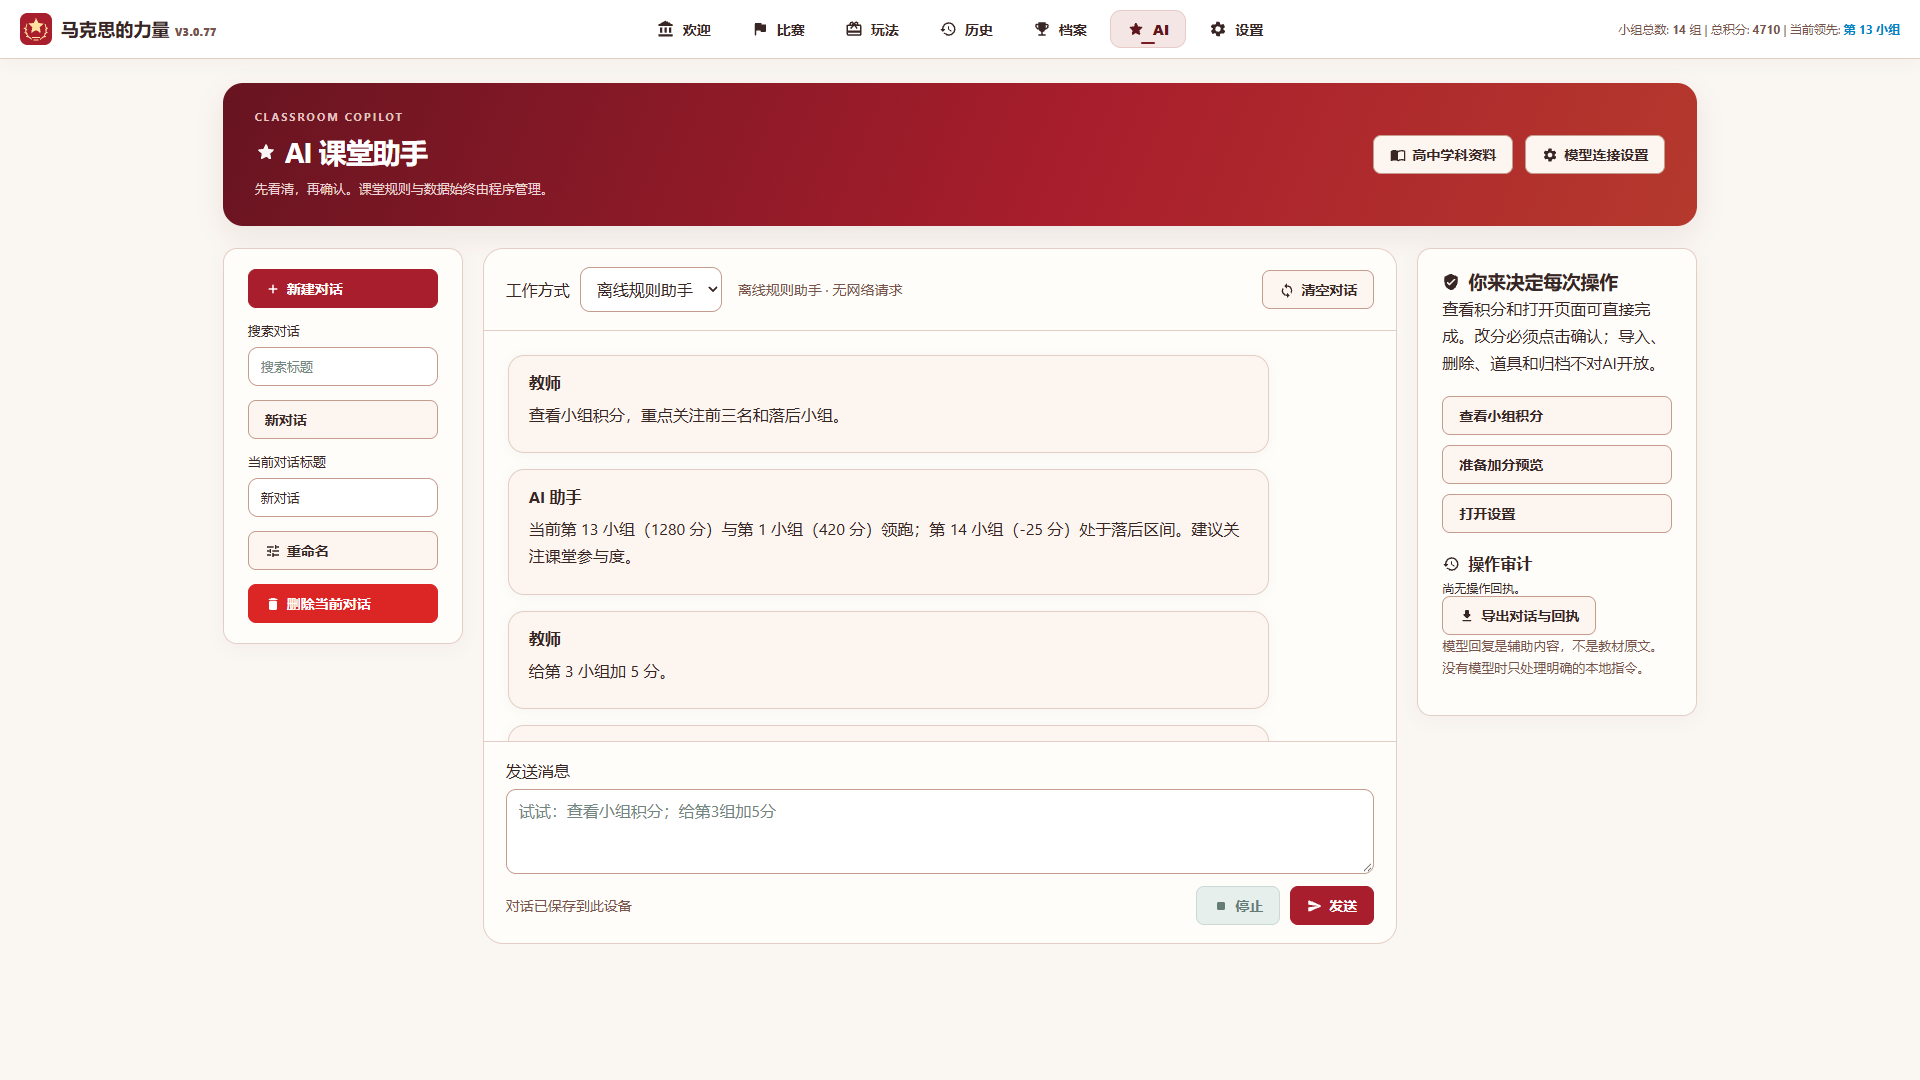 马克思的力量 V3.0.77
欢迎
比赛
玩法
历史
档案
AI
设置
小组总数: 14 组 | 总积分: 4710 | 当前领先: 第 13 小组
CLASSROOM COPILOT
AI 课堂助手
先看清，再确认。课堂规则与数据始终由程序管理。
高中学科资料
模型连接设置
新建对话
搜索对话
搜索标题
新对话
当前对话标题
新对话
重命名
删除当前对话
工作方式
离线规则助手
离线规则助手 · 无网络请求
清空对话
教师
查看小组积分，重点关注前三名和落后小组。
AI 助手
当前第 13 小组（1280 分）与第 1 小组（420 分）领跑；第 14 小组（-25 分）处于落后区间。建议关
注课堂参与度。
教师
给第 3 小组加 5 分。
发送消息
试试：查看小组积分；给第3组加5分
对话已保存到此设备
停止
发送
你来决定每次操作
查看积分和打开页面可直接完
成。改分必须点击确认；导入、
删除、道具和归档不对AI开放。
查看小组积分
准备加分预览
打开设置
操作审计
尚无操作回执。
导出对话与回执
模型回复是辅助内容，不是教材原文。
没有模型时只处理明确的本地指令。